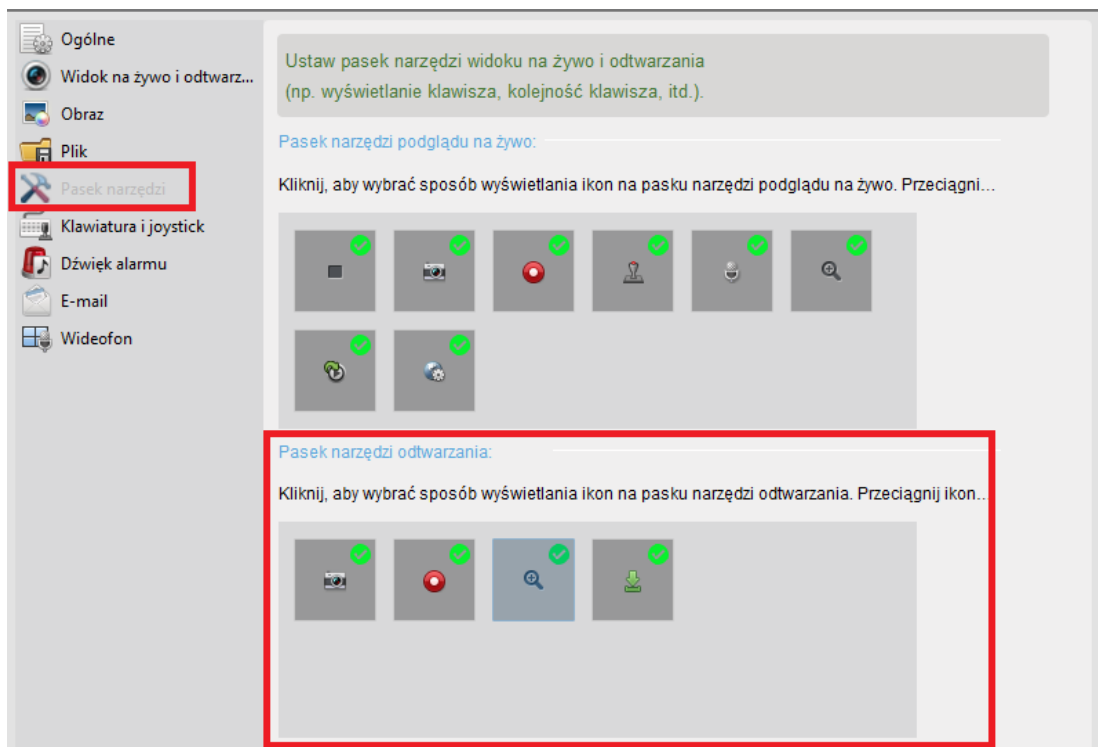 Ogólne
Widok na żywo i odtwarz...
Obraz
Plik
Pasek narzędzi
Klawiatura i joystick
Dźwięk alarmu
E-mail
Wideofon
Ustaw pasek narzędzi widoku na żywo i odtwarzania
(np. wyświetlanie klawisza, kolejność klawisza, itd.).
Pasek narzędzi podglądu na żywo:
Kliknij, aby wybrać sposób wyświetlania ikon na pasku narzędzi podglądu na żywo. Przeciągni...
Pasek narzędzi odtwarzania:
Kliknij, aby wybrać sposób wyświetlania ikon na pasku narzędzi odtwarzania. Przeciągnij ikon...